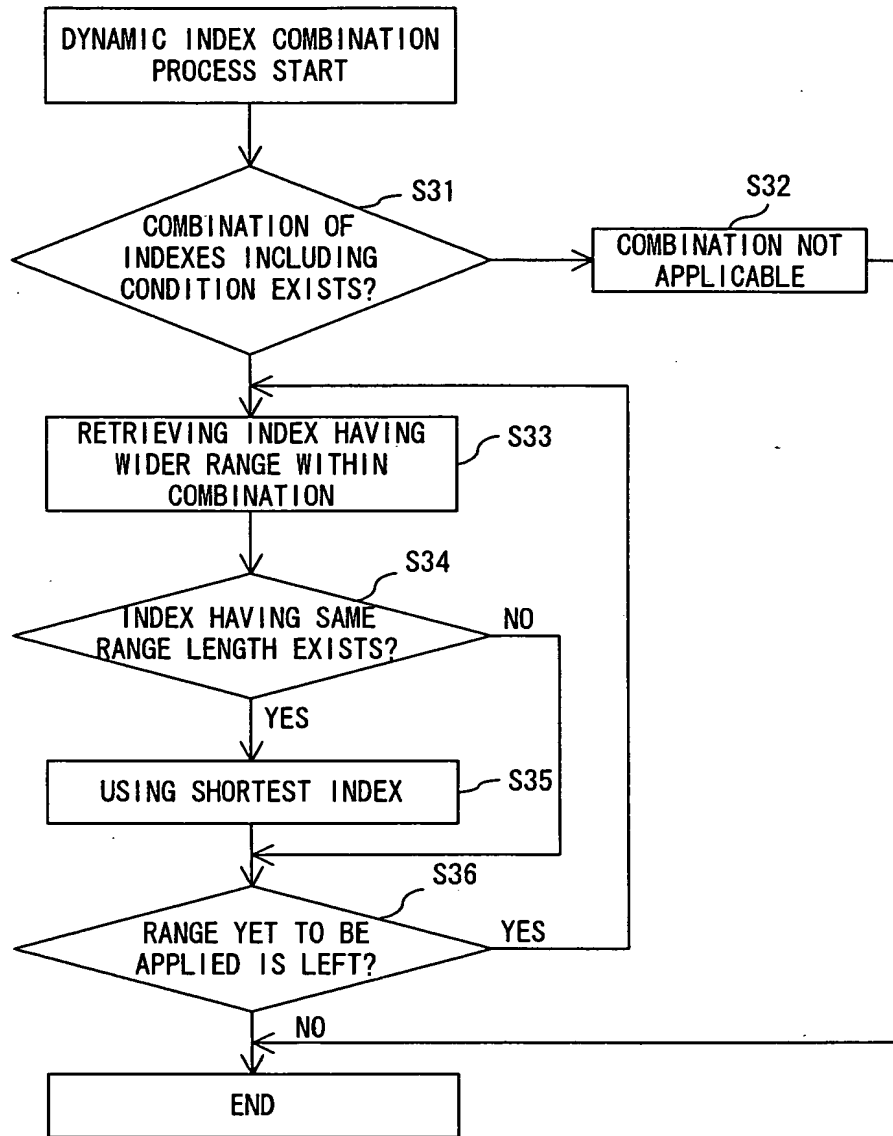 DYNAMIC INDEX COMBINATION
PROCESS START
S31
COMBINATION OF
INDEXES INCLUDING
CONDITION EXISTS?
S32
COMBINATION NOT
APPLICABLE
RETRIEVING INDEX HAVING
WIDER RANGE WITHIN
COMBINATION
S33
S34
INDEX HAVING SAME
RANGE LENGTH EXISTS?
NO
YES
USING SHORTEST INDEX
S35
S36
RANGE YET TO BE
APPLIED IS LEFT?
YES
NO
END